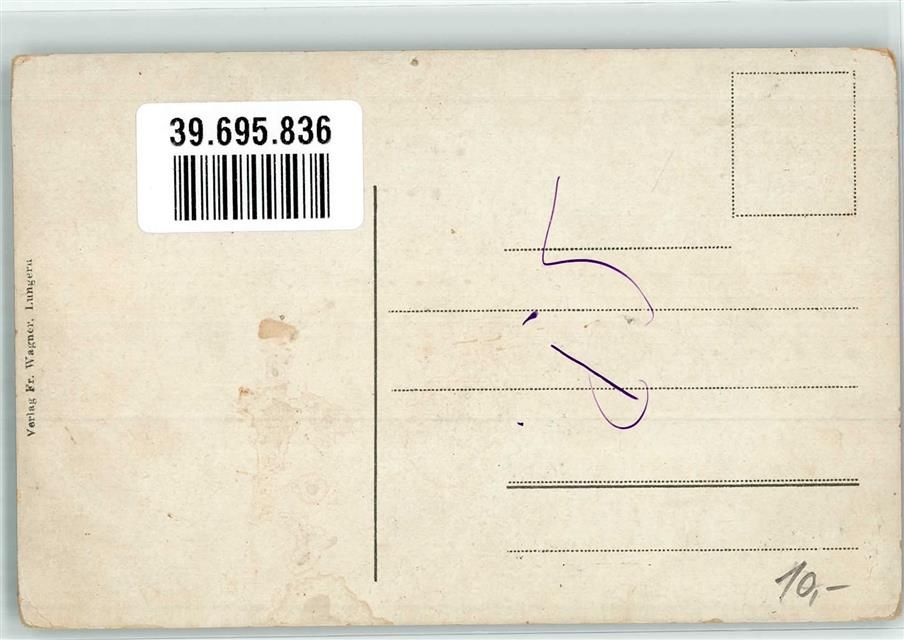 39.695.836
Verlag Fr. Wagner, Lungern
10,-